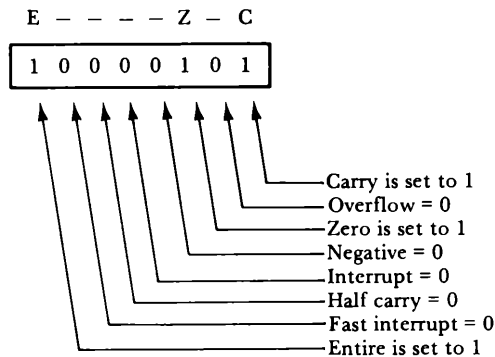 E – – – – Z – C
1 0 0 0 0 1 0 1
Carry is set to 1
Overflow = 0
Zero is set to 1
Negative = 0
Interrupt = 0
Half carry = 0
Fast interrupt = 0
Entire is set to 1